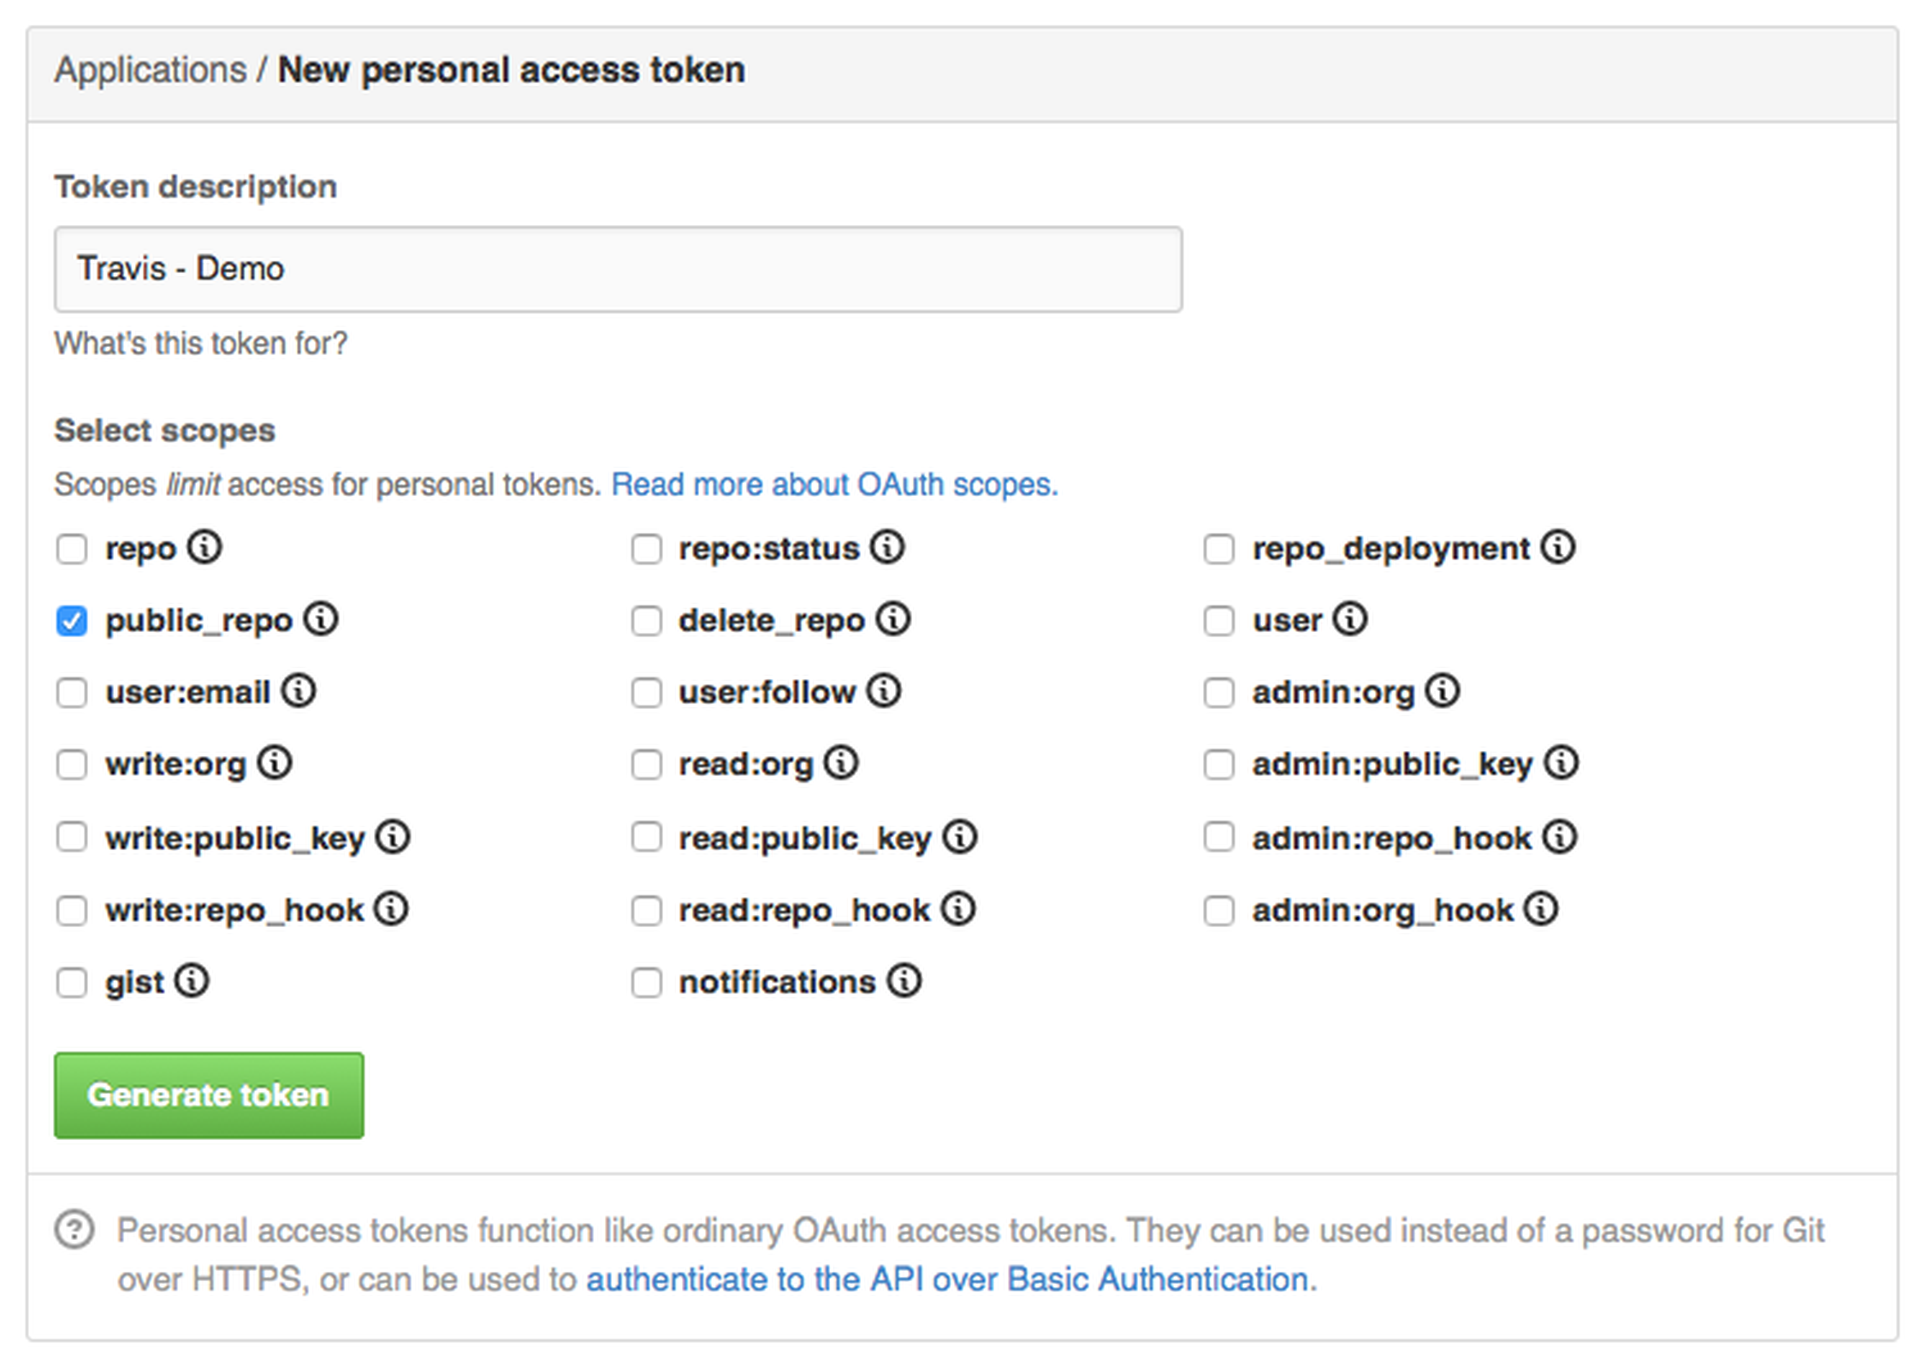 Applications / New personal access token
Token description
Travis - Demo
What's this token for?
Select scopes
Scopes limit access for personal tokens. Read more about OAuth scopes.
repo repo:status repo_deployment
public_repo delete_repo user
user:email user:follow admin:org
write:org read:org admin:public_key
write:public_key read:public_key admin:repo_hook
write:repo_hook read:repo_hook admin:org_hook
gist notifications
Generate token
Personal access tokens function like ordinary OAuth access tokens. They can be used instead of a password for Git
over HTTPS, or can be used to authenticate to the API over Basic Authentication.